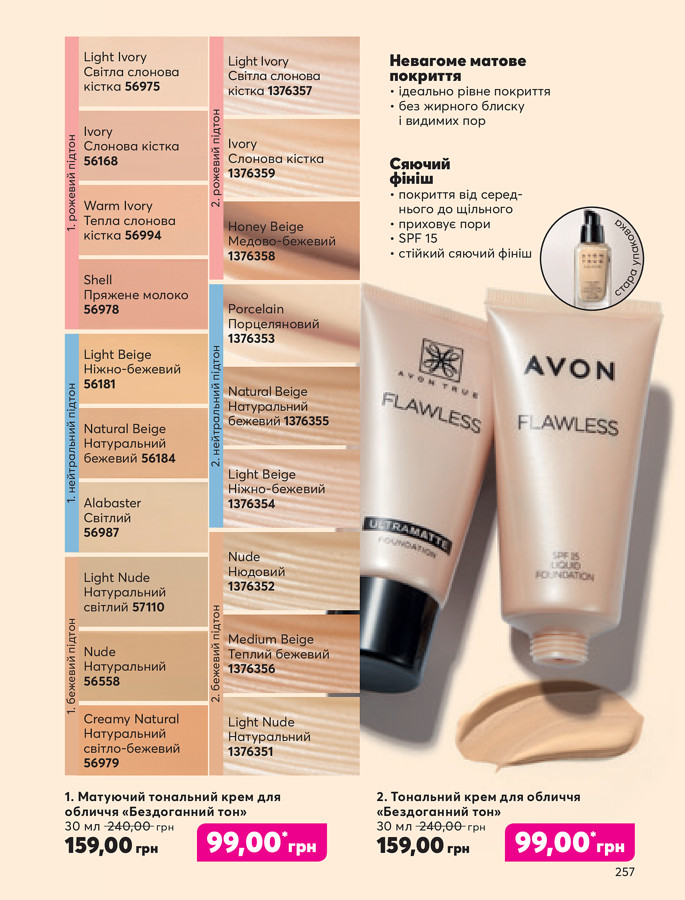 1. рожевий підтон
Light Ivory
Світла слонова
кістка 56975
Ivory
Слонова кістка
56168
Warm Ivory
Тепла слонова
кістка 56994
Shell
Пряжене молоко
56978
1. нейтральний підтон
Light Beige
Ніжно-бежевий
56181
Natural Beige
Натуральний
бежевий 56184
Alabaster
Світлий
56987
1. бежевий підтон
Light Nude
Натуральний
світлий 57110
Nude
Натуральний
56558
Creamy Natural
Натуральний
світло-бежевий
56979
2. рожевий підтон
Light Ivory
Світла слонова
кістка 1376357
Ivory
Слонова кістка
1376359
Honey Beige
Медово-бежевий
1376358
2. нейтральний підтон
Porcelain
Порцеляновий
1376353
Natural Beige
Натуральний
бежевий 1376355
Light Beige
Ніжно-бежевий
1376354
2. бежевий підтон
Nude
Нюдовий
1376352
Medium Beige
Теплий бежевий
1376356
Light Nude
Натуральний
1376351
Невагоме матове
покриття
• ідеально рівне покриття
• без жирного блиску
і видимих пор
Сяючий
фініш
• покриття від серед-
нього до щільного
• приховує пори
• SPF 15
• стійкий сяючий фініш
стара упаковка
AVON
TRUE
AVON TRUE
FLAWLESS
ULTRAMATTE
FOUNDATION
AVON
FLAWLESS
SPF 15
LIQUID
FOUNDATION
1. Матуючий тональний крем для
обличчя «Бездоганний тон»
30 мл 240,00 грн
159,00 грн
99,00* грн
2. Тональний крем для обличчя
«Бездоганний тон»
30 мл 240,00 грн
159,00 грн
99,00* грн
257